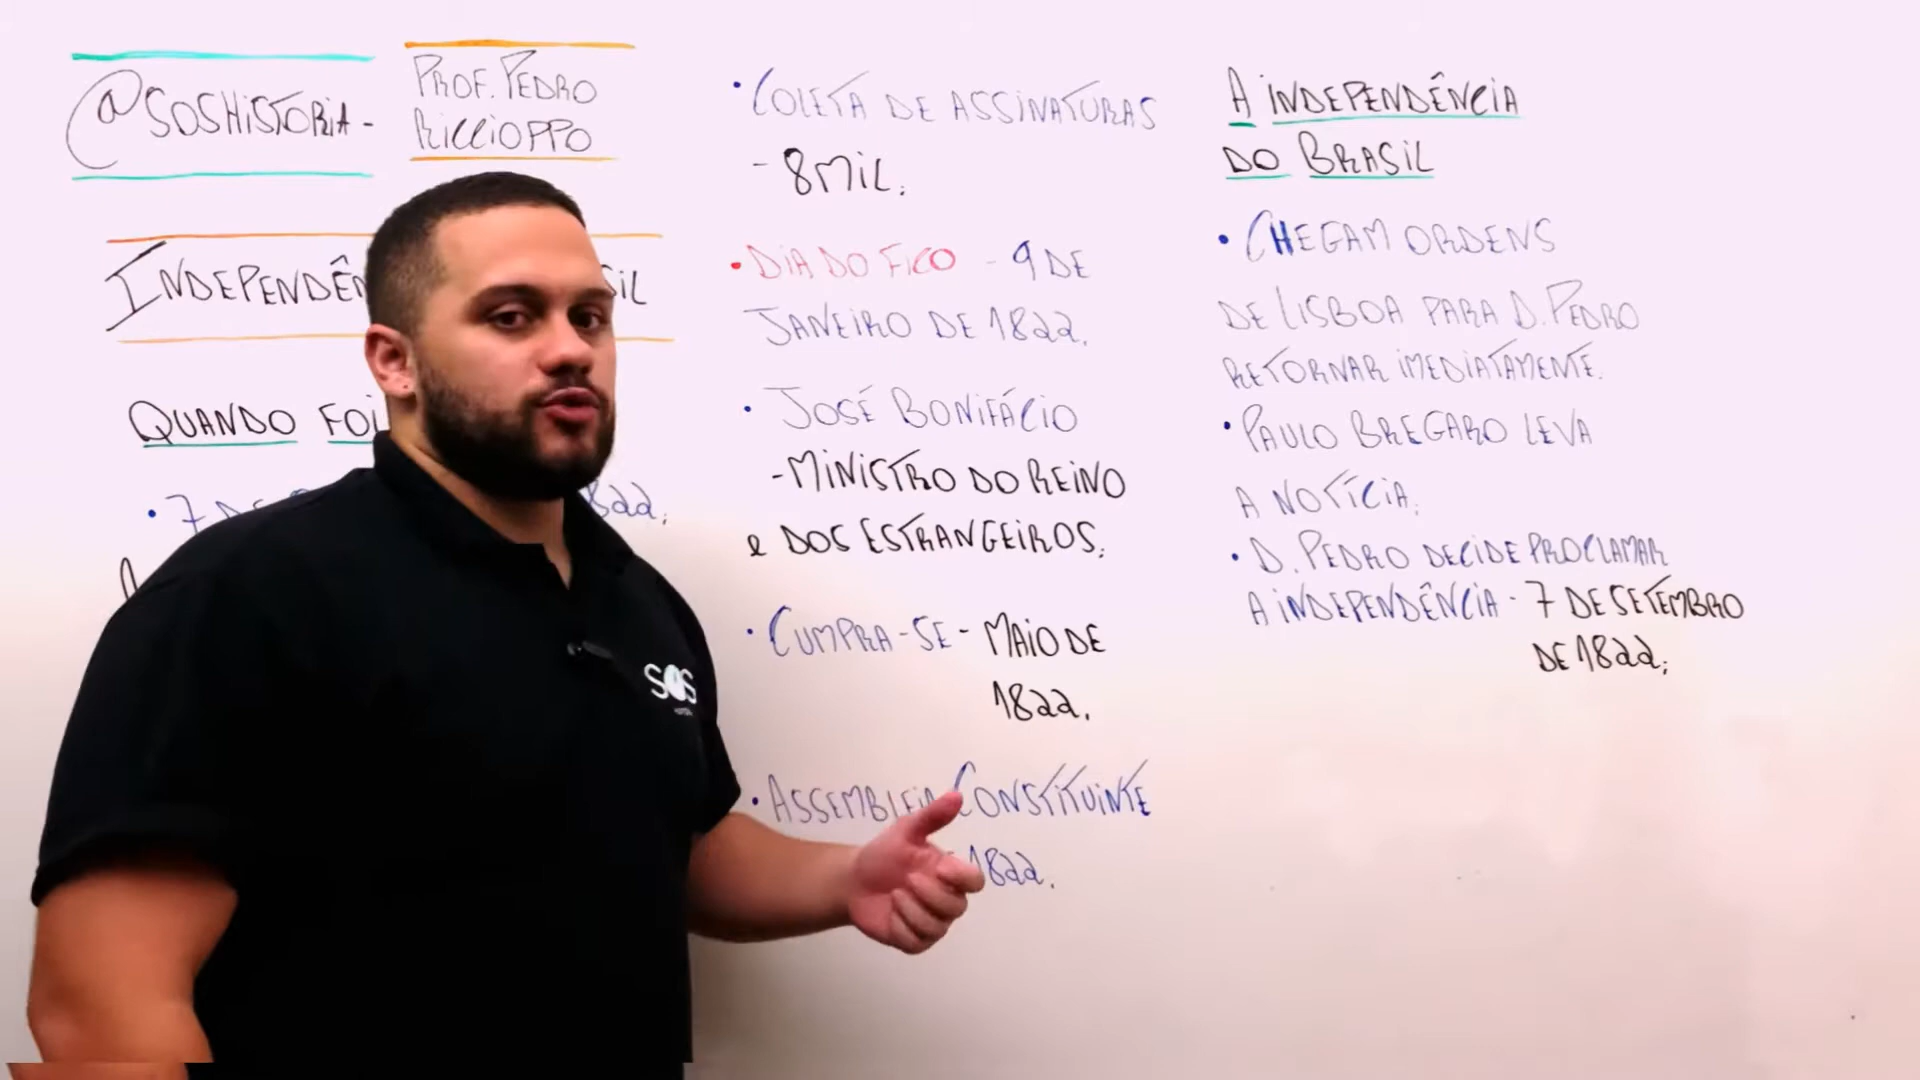 @SOSHISTORIA -
PROF. PEDRO
RICCIOPPO
INDEPENDÊN
SIL
QUANDO FOI
• 7 DE
1822;
• COLETA DE ASSINATURAS
- 8MIL;
• DIA DO FICO - 9 DE
JANEIRO DE 1822.
• JOSÉ BONIFÁCIO
- MINISTRO DO REINO
e DOS ESTRANGEIROS;
• CUMPRA-SE - MAIO DE
1822.
• ASSEMBLEIA CONSTITUINTE
1822.
A INDEPENDÊNCIA
DO BRASIL
• CHEGAM ORDENS
DE LISBOA PARA D. PEDRO
RETORNAR IMEDIATAMENTE.
• PAULO BREGARO LEVA
A NOTÍCIA;
• D. PEDRO DECIDE PROCLAMAR
A INDEPENDÊNCIA - 7 DE SETEMBRO
DE 1822;
SOS